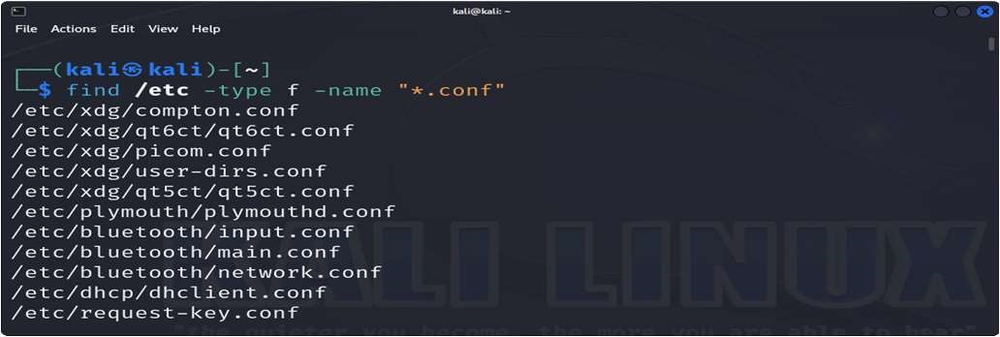 kali@kali: ~
File Actions Edit View Help
┌──(kali㉿kali)-[~]
└─$ find /etc -type f -name "*.conf"
/etc/xdg/compton.conf
/etc/xdg/qt6ct/qt6ct.conf
/etc/xdg/picom.conf
/etc/xdg/user-dirs.conf
/etc/xdg/qt5ct/qt5ct.conf
/etc/plymouth/plymouthd.conf
/etc/bluetooth/input.conf
/etc/bluetooth/main.conf
/etc/bluetooth/network.conf
/etc/dhcp/dhclient.conf
/etc/request-key.conf
KALI LINUX
"the quieter you become, the more you are able to hear"